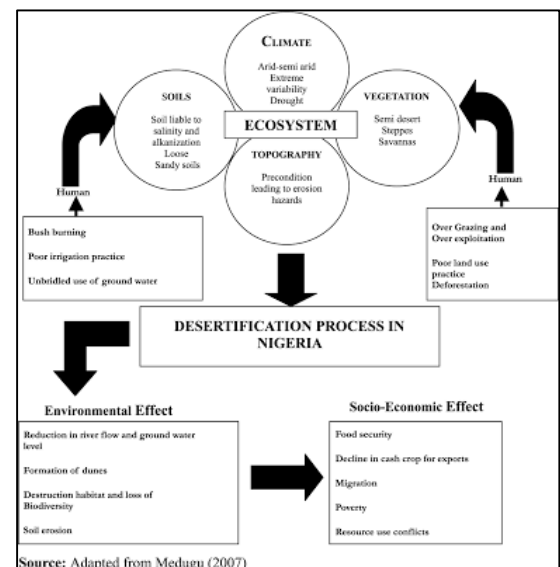 CLIMATE
Arid-semi arid
Extreme
variability
Drought
SOILS
Soil liable to
salinity and
alkanization
Loose
Sandy soils
ECOSYSTEM
VEGETATION
Semi desert
Steppes
Savannas
TOPOGRAPHY
Precondition
leading to erosion
hazards
Human
Bush burning
Poor irrigation practice
Unbridled use of ground water
Human
Over Grazing and
Over exploitation
Poor land use
practice
Deforestation
DESERTIFICATION PROCESS IN
NIGERIA
Environmental Effect
Reduction in river flow and ground water
level
Formation of dunes
Destruction habitat and loss of
Biodiversity
Soil erosion
Socio-Economic Effect
Food security
Decline in cash crop for exports
Migration
Poverty
Resource use conflicts
Source: Adapted from Medugu (2007)